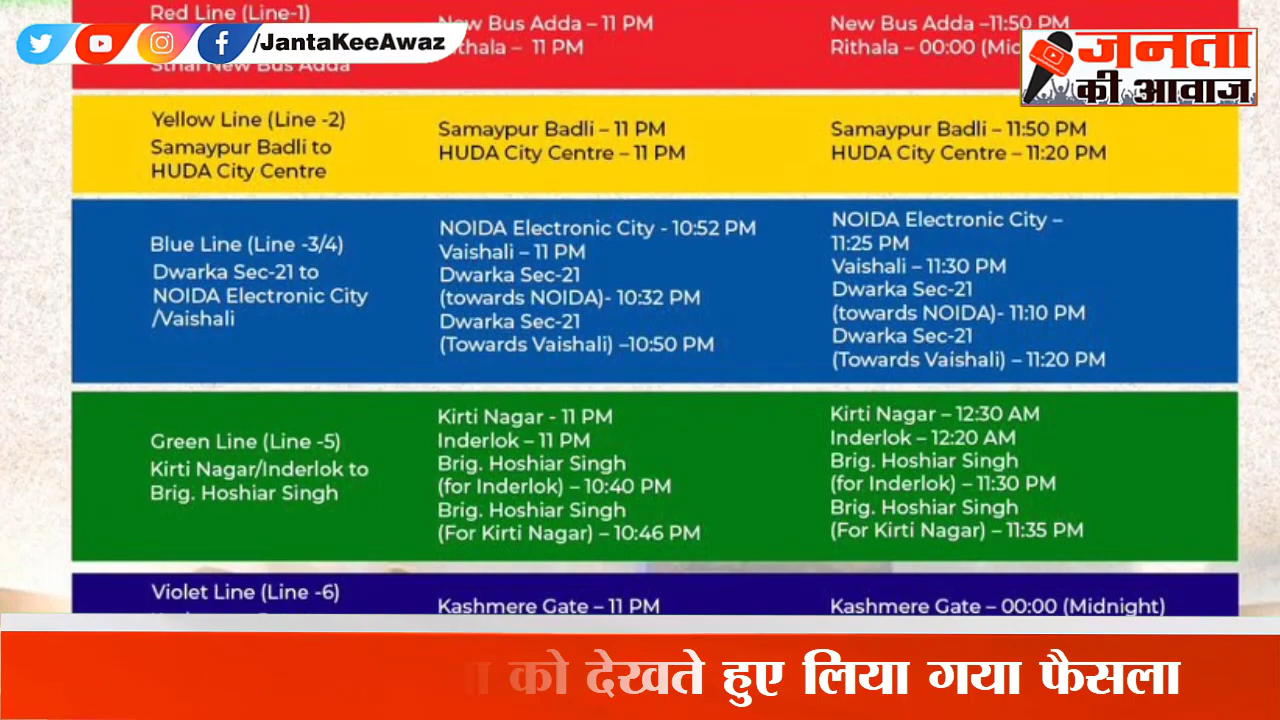 Red Line (Line-1)
Sthal New Bus Adda
New Bus Adda – 11 PM
– 11 PM
New Bus Adda –11:50 PM
Rithala – 00:00
/JantaKeeAwaz
जनता
की आवाज
Yellow Line (Line -2)
Samaypur Badli to
HUDA City Centre
Samaypur Badli – 11 PM
HUDA City Centre – 11 PM
Samaypur Badli – 11:50 PM
HUDA City Centre – 11:20 PM
Blue Line (Line -3/4)
Dwarka Sec-21 to
NOIDA Electronic City
/Vaishali
NOIDA Electronic City - 10:52 PM
Vaishali – 11 PM
Dwarka Sec-21
(towards NOIDA)- 10:32 PM
Dwarka Sec-21
(Towards Vaishali) –10:50 PM
NOIDA Electronic City –
11:25 PM
Vaishali – 11:30 PM
Dwarka Sec-21
(towards NOIDA)- 11:10 PM
Dwarka Sec-21
(Towards Vaishali) – 11:20 PM
Green Line (Line -5)
Kirti Nagar/Inderlok to
Brig. Hoshiar Singh
Kirti Nagar - 11 PM
Inderlok – 11 PM
Brig. Hoshiar Singh
(for Inderlok) – 10:40 PM
Brig. Hoshiar Singh
(For Kirti Nagar) – 10:46 PM
Kirti Nagar – 12:30 AM
Inderlok – 12:20 AM
Brig. Hoshiar Singh
(for Inderlok) – 11:30 PM
Brig. Hoshiar Singh
(For Kirti Nagar) – 11:35 PM
Violet Line (Line -6)
Kashmere Gate – 11 PM
Kashmere Gate – 00:00 (Midnight)
को देखते हुए लिया गया फैसला